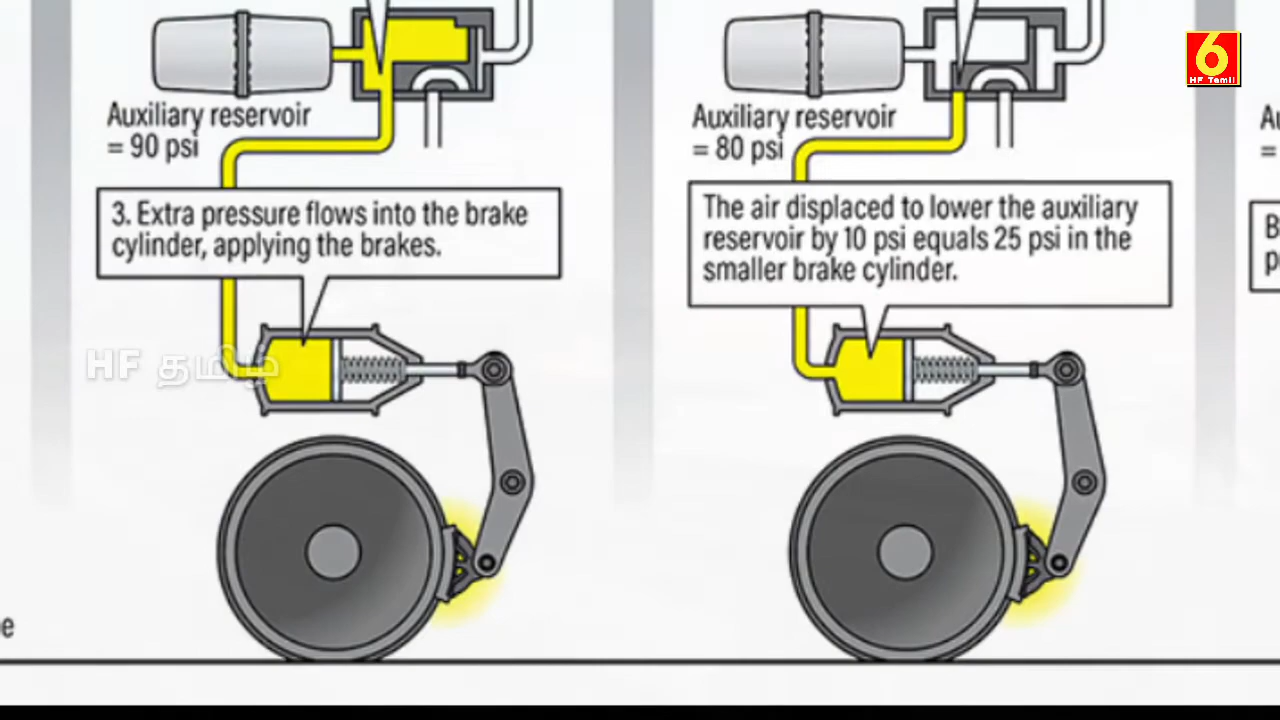 6
HF Tamil
Auxiliary reservoir
= 90 psi
3. Extra pressure flows into the brake
cylinder, applying the brakes.
Auxiliary reservoir
= 80 psi
The air displaced to lower the auxiliary
reservoir by 10 psi equals 25 psi in the
smaller brake cylinder.
HF தமிழ்